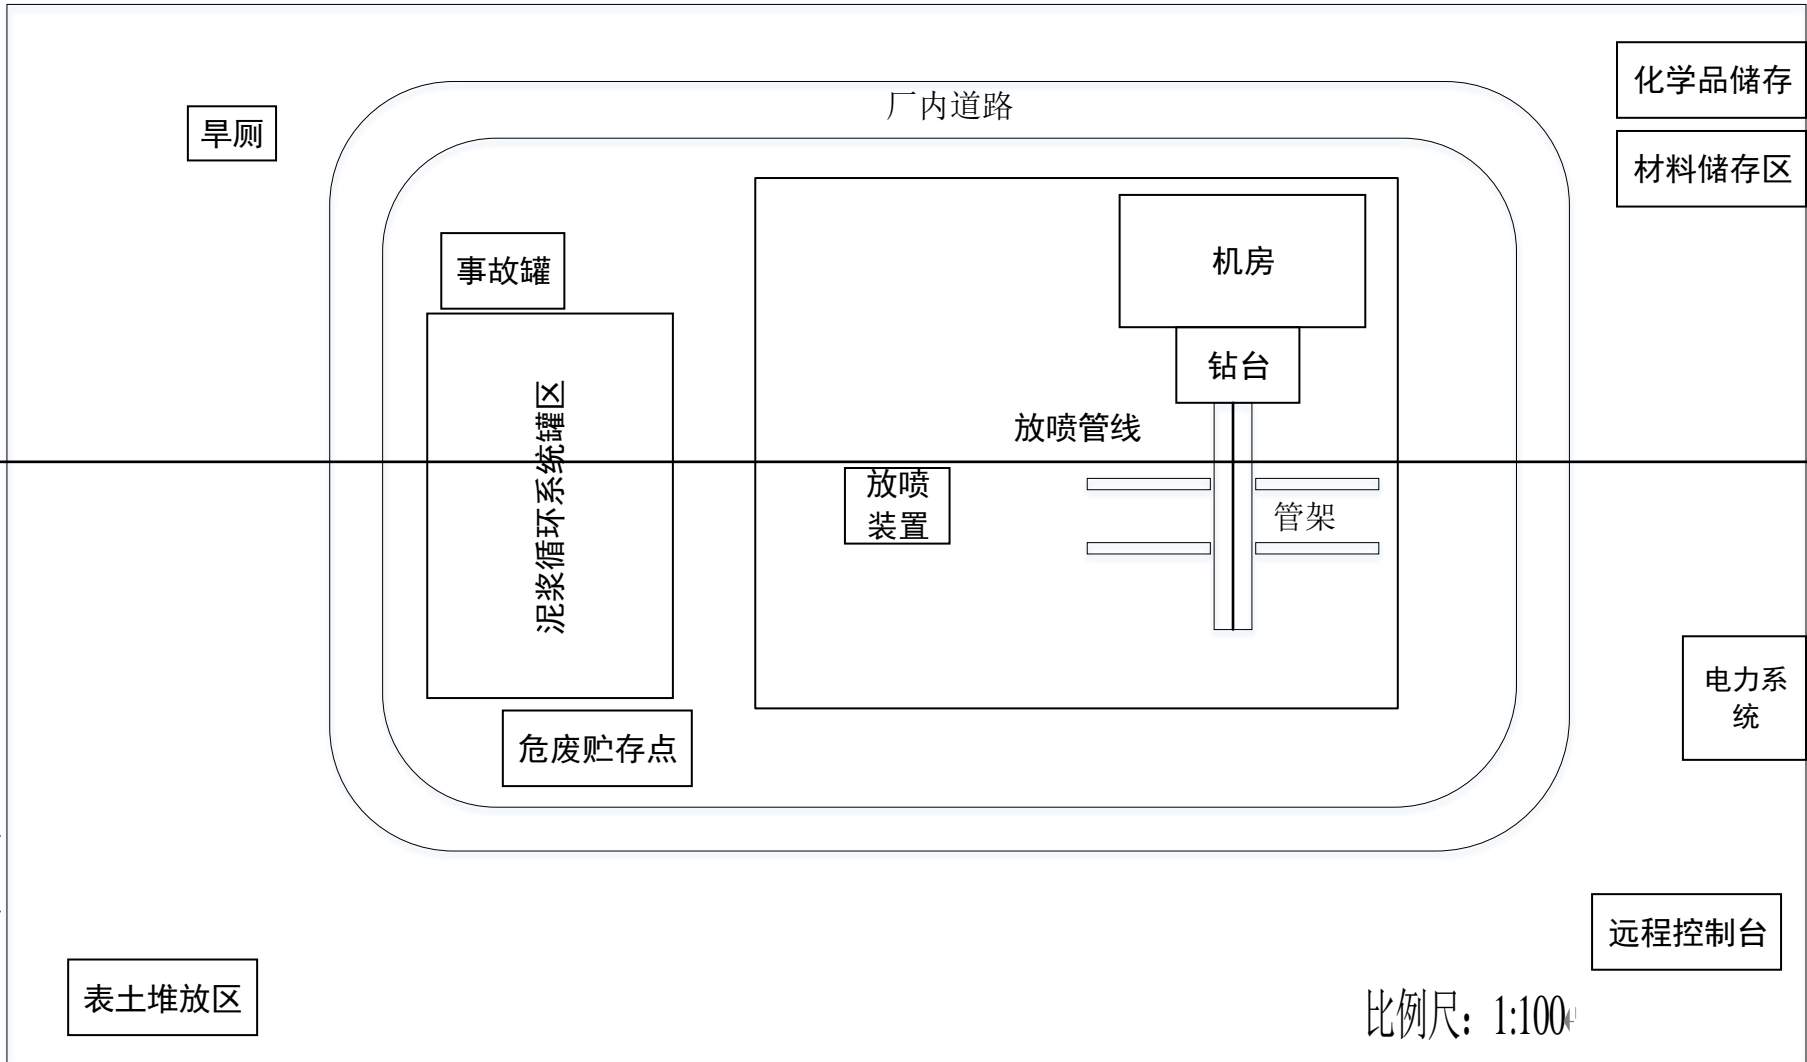 化学品储存
厂内道路
旱厕
材料储存区
机房
事故罐
钻台
放喷管线
泥浆循环系统罐区
放喷
装置
管架
电力系
统
危废贮存点
远程控制台
表土堆放区
比例尺：1:100